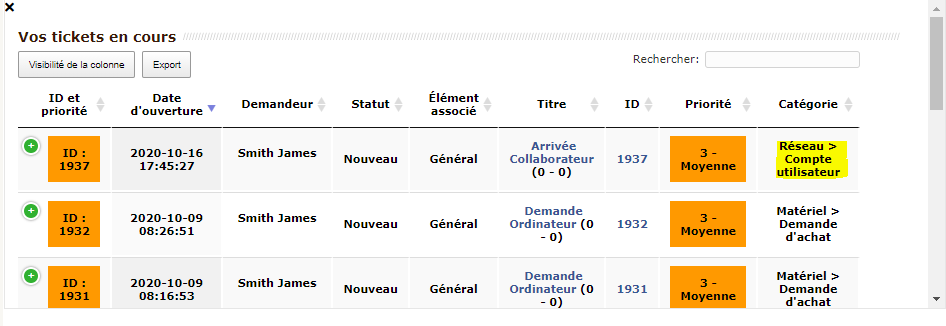 Vos tickets en cours
Visibilité de la colonne Export Rechercher:
ID et priorité Date d'ouverture Demandeur Statut Élément associé Titre ID Priorité Catégorie
ID : 1937 2020-10-16 17:45:27 Smith James Nouveau Général Arrivée Collaborateur (0 - 0) 1937 3 - Moyenne Réseau > Compte utilisateur
ID : 1932 2020-10-09 08:26:51 Smith James Nouveau Général Demande Ordinateur (0 - 0) 1932 3 - Moyenne Matériel > Demande d'achat
ID : 1931 2020-10-09 08:16:53 Smith James Nouveau Général Demande Ordinateur (0 - 0) 1931 3 - Moyenne Matériel > Demande d'achat